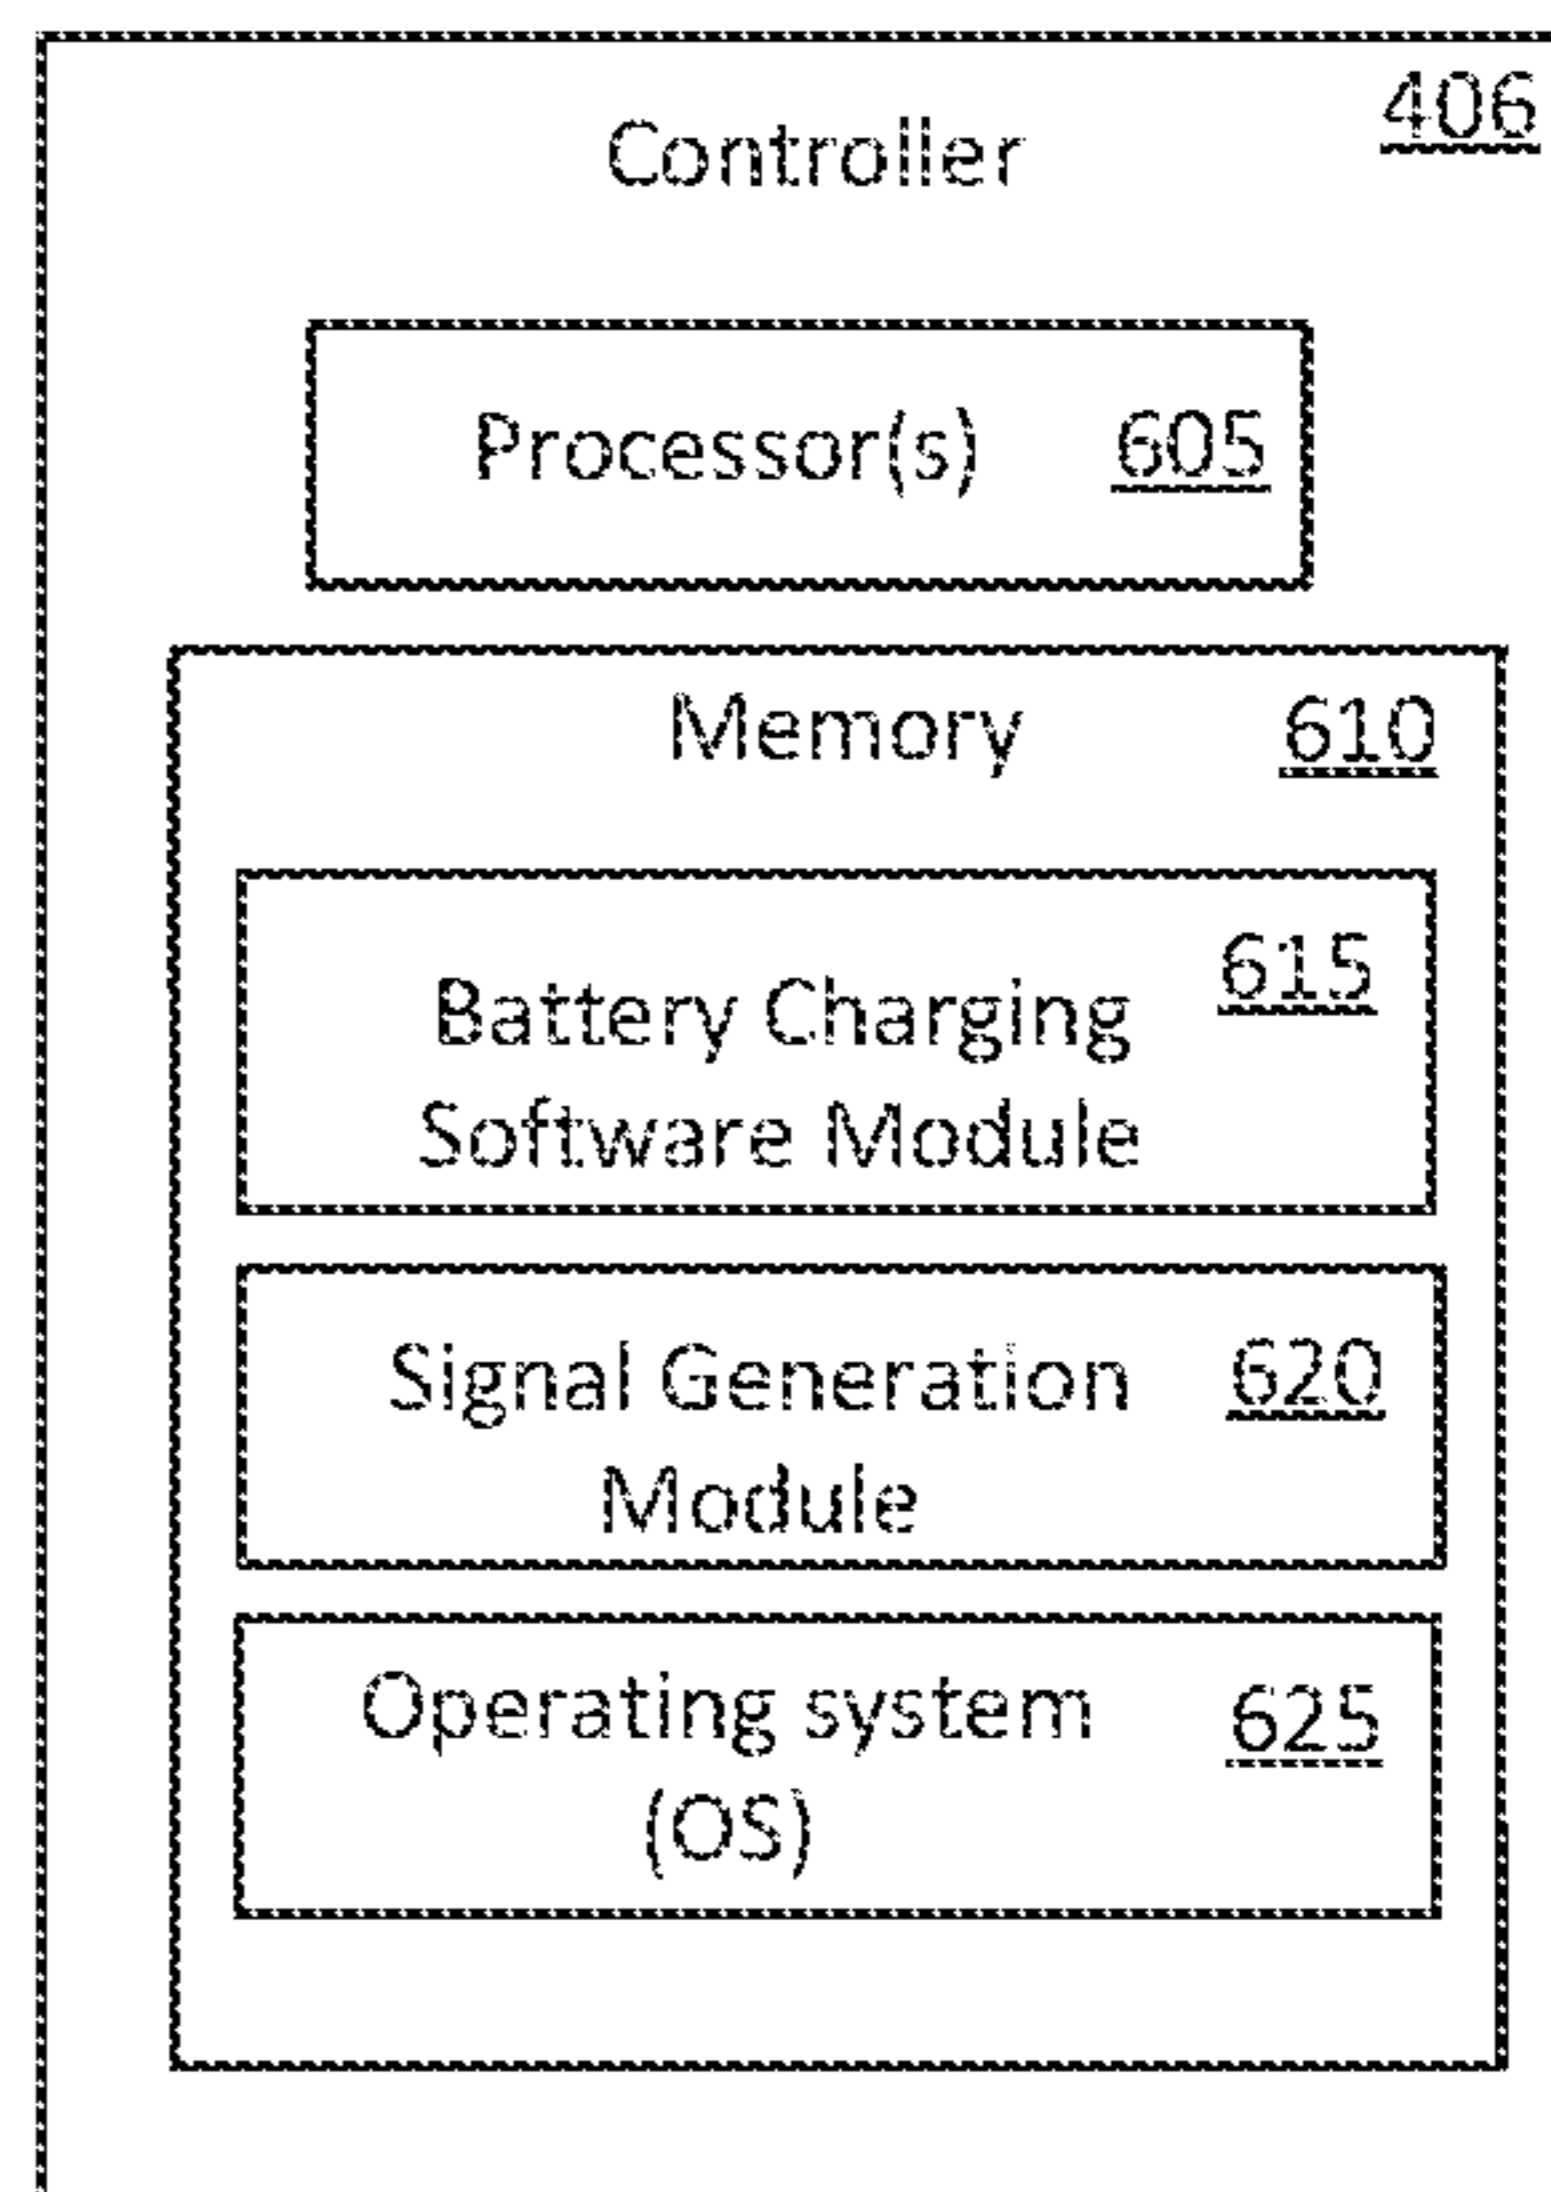 406
Controller
Processor(s) 605
Memory 610
615
Battery Charging
Software Module
Signal Generation 620
Module
Operating system 625
(OS)